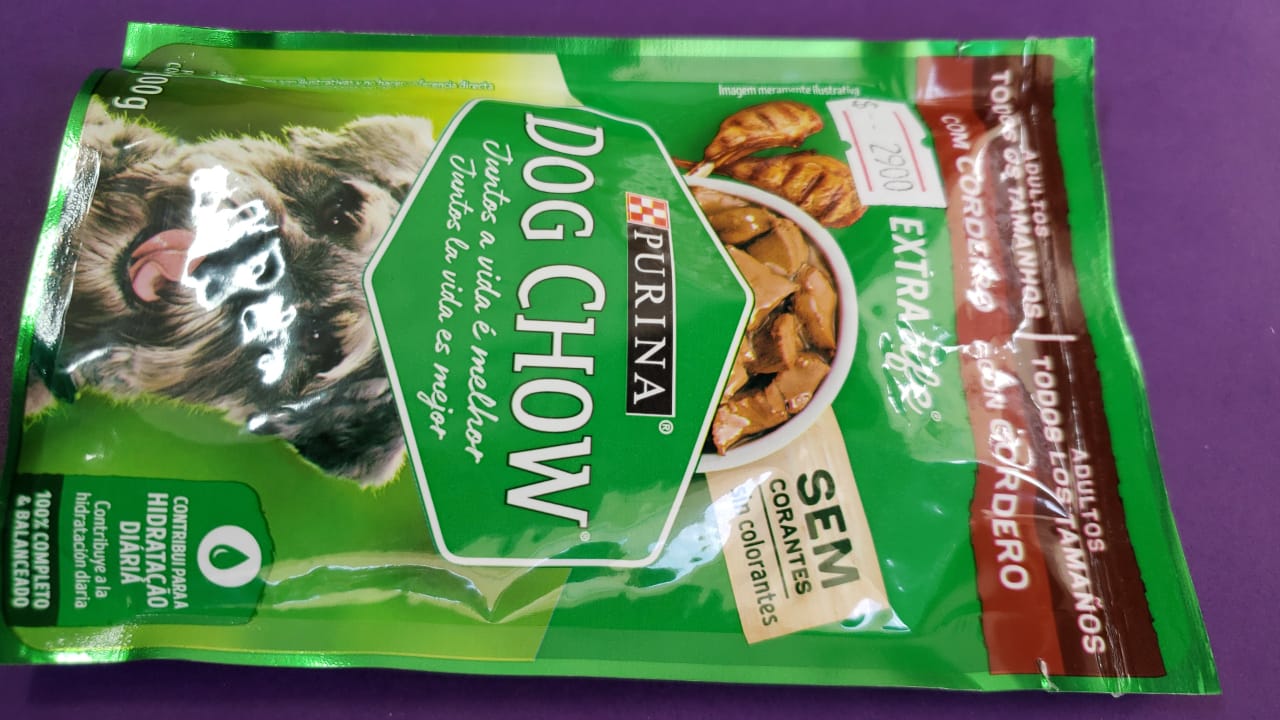 ADULTOS
TODOS OS TAMANHOS
ADULTOS
TODOS LOS TAMAÑOS
COM CORDEIRO
CON CORDERO
$ 2900
EXTRA life®
Imagem meramente ilustrativa
SEM
CORANTES
sin colorantes
PURINA®
DOG CHOW®
Juntos a vida é melhor
Juntos la vida es mejor
CONTRIBUI PARA A
HIDRATAÇÃO
DIÁRIA
Contribuye a la
hidratación diaria
100% COMPLETO
& BALANCEADO